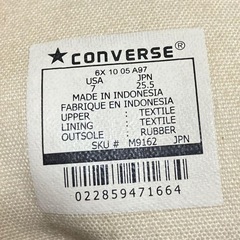 ★CONVERSE®
6X 10 05 A97
USA JPN
7 25.5
MADE IN INDONESIA
FABRIQUE EN INDONESIA
UPPER : TEXTILE
LINING : TEXTILE
OUTSOLE : RUBBER
SKU # M9162 JPN
022859471664